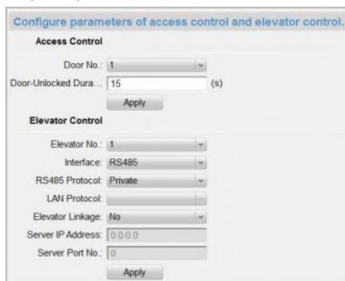 Configure parameters of access control and elevator control.
Access Control
Door No.: 1
Door-Unlocked Dura... 15 (s)
Apply
Elevator Control
Elevator No.: 1
Interface: RS485
RS485 Protocol: Private
LAN Protocol:
Elevator Linkage: No
Server IP Address: 0.0.0.0
Server Port No.: 0
Apply